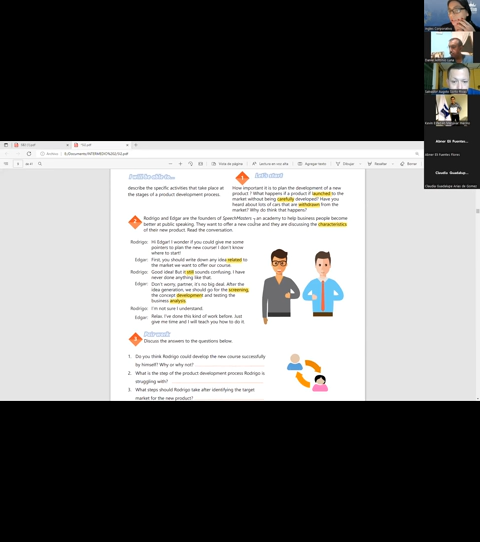 I will be able to...
describe the specific activities that take place
at the stages of a product development process.
1. Let's start
How important it is to plan the development of a new
product ? What happens if a product if launched to the
market without being carefully developed? Have you
heard about lots of cast that are withdrawn from the
market? Why do think that happens?
2. Rodrigo and Edgar are the founders of SpeechMasters an academy to help business people become
better at public speaking. They want to offer a new course and they are discussing the characteristics
of their new product. Read the conversation.
Rodrigo: Hi Edgar! I wonder if you could give me some
pointers to plan the new course! I don't know
where to start!
Edgar: First, you should write down any idea related to
the market we want to offer our course.
Rodrigo: Good idea! But it still sounds confusing. I have
never done anything like that.
Edgar: Don't worry, partner, it's no big deal. After the
idea generation, we should go for the screening,
the concept development and testing the
business analysis.
Rodrigo: I'm not sure I understand.
Edgar: Relax, I've done this kind of work before. Just
give me time and I will teach you how to do it.
3. Pair work
Discuss the answers to the questions below.
1. Do you think Rodrigo could develop the new course successfully
by himself? Why or why not?
2. What is the step of the product development process Rodrigo is
struggling with?
3. What steps should Rodrigo take after identifying the target
market for the new product?